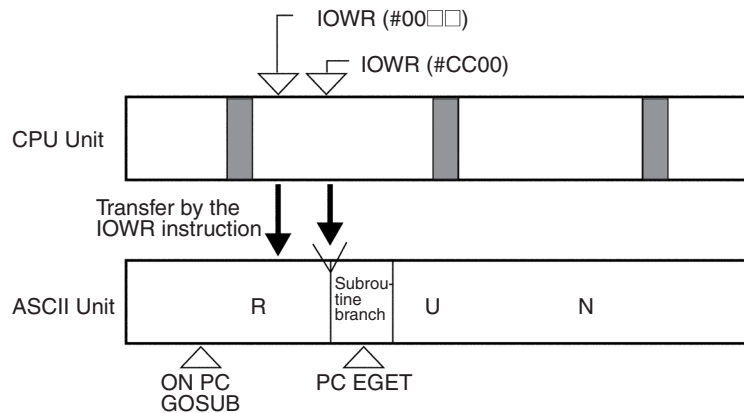 IOWR (#00□□)
IOWR (#CC00)
CPU Unit
Transfer by the
IOWR instruction
ASCII Unit
R
Subrou-
tine
branch
U
N
ON PC
GOSUB
PC EGET